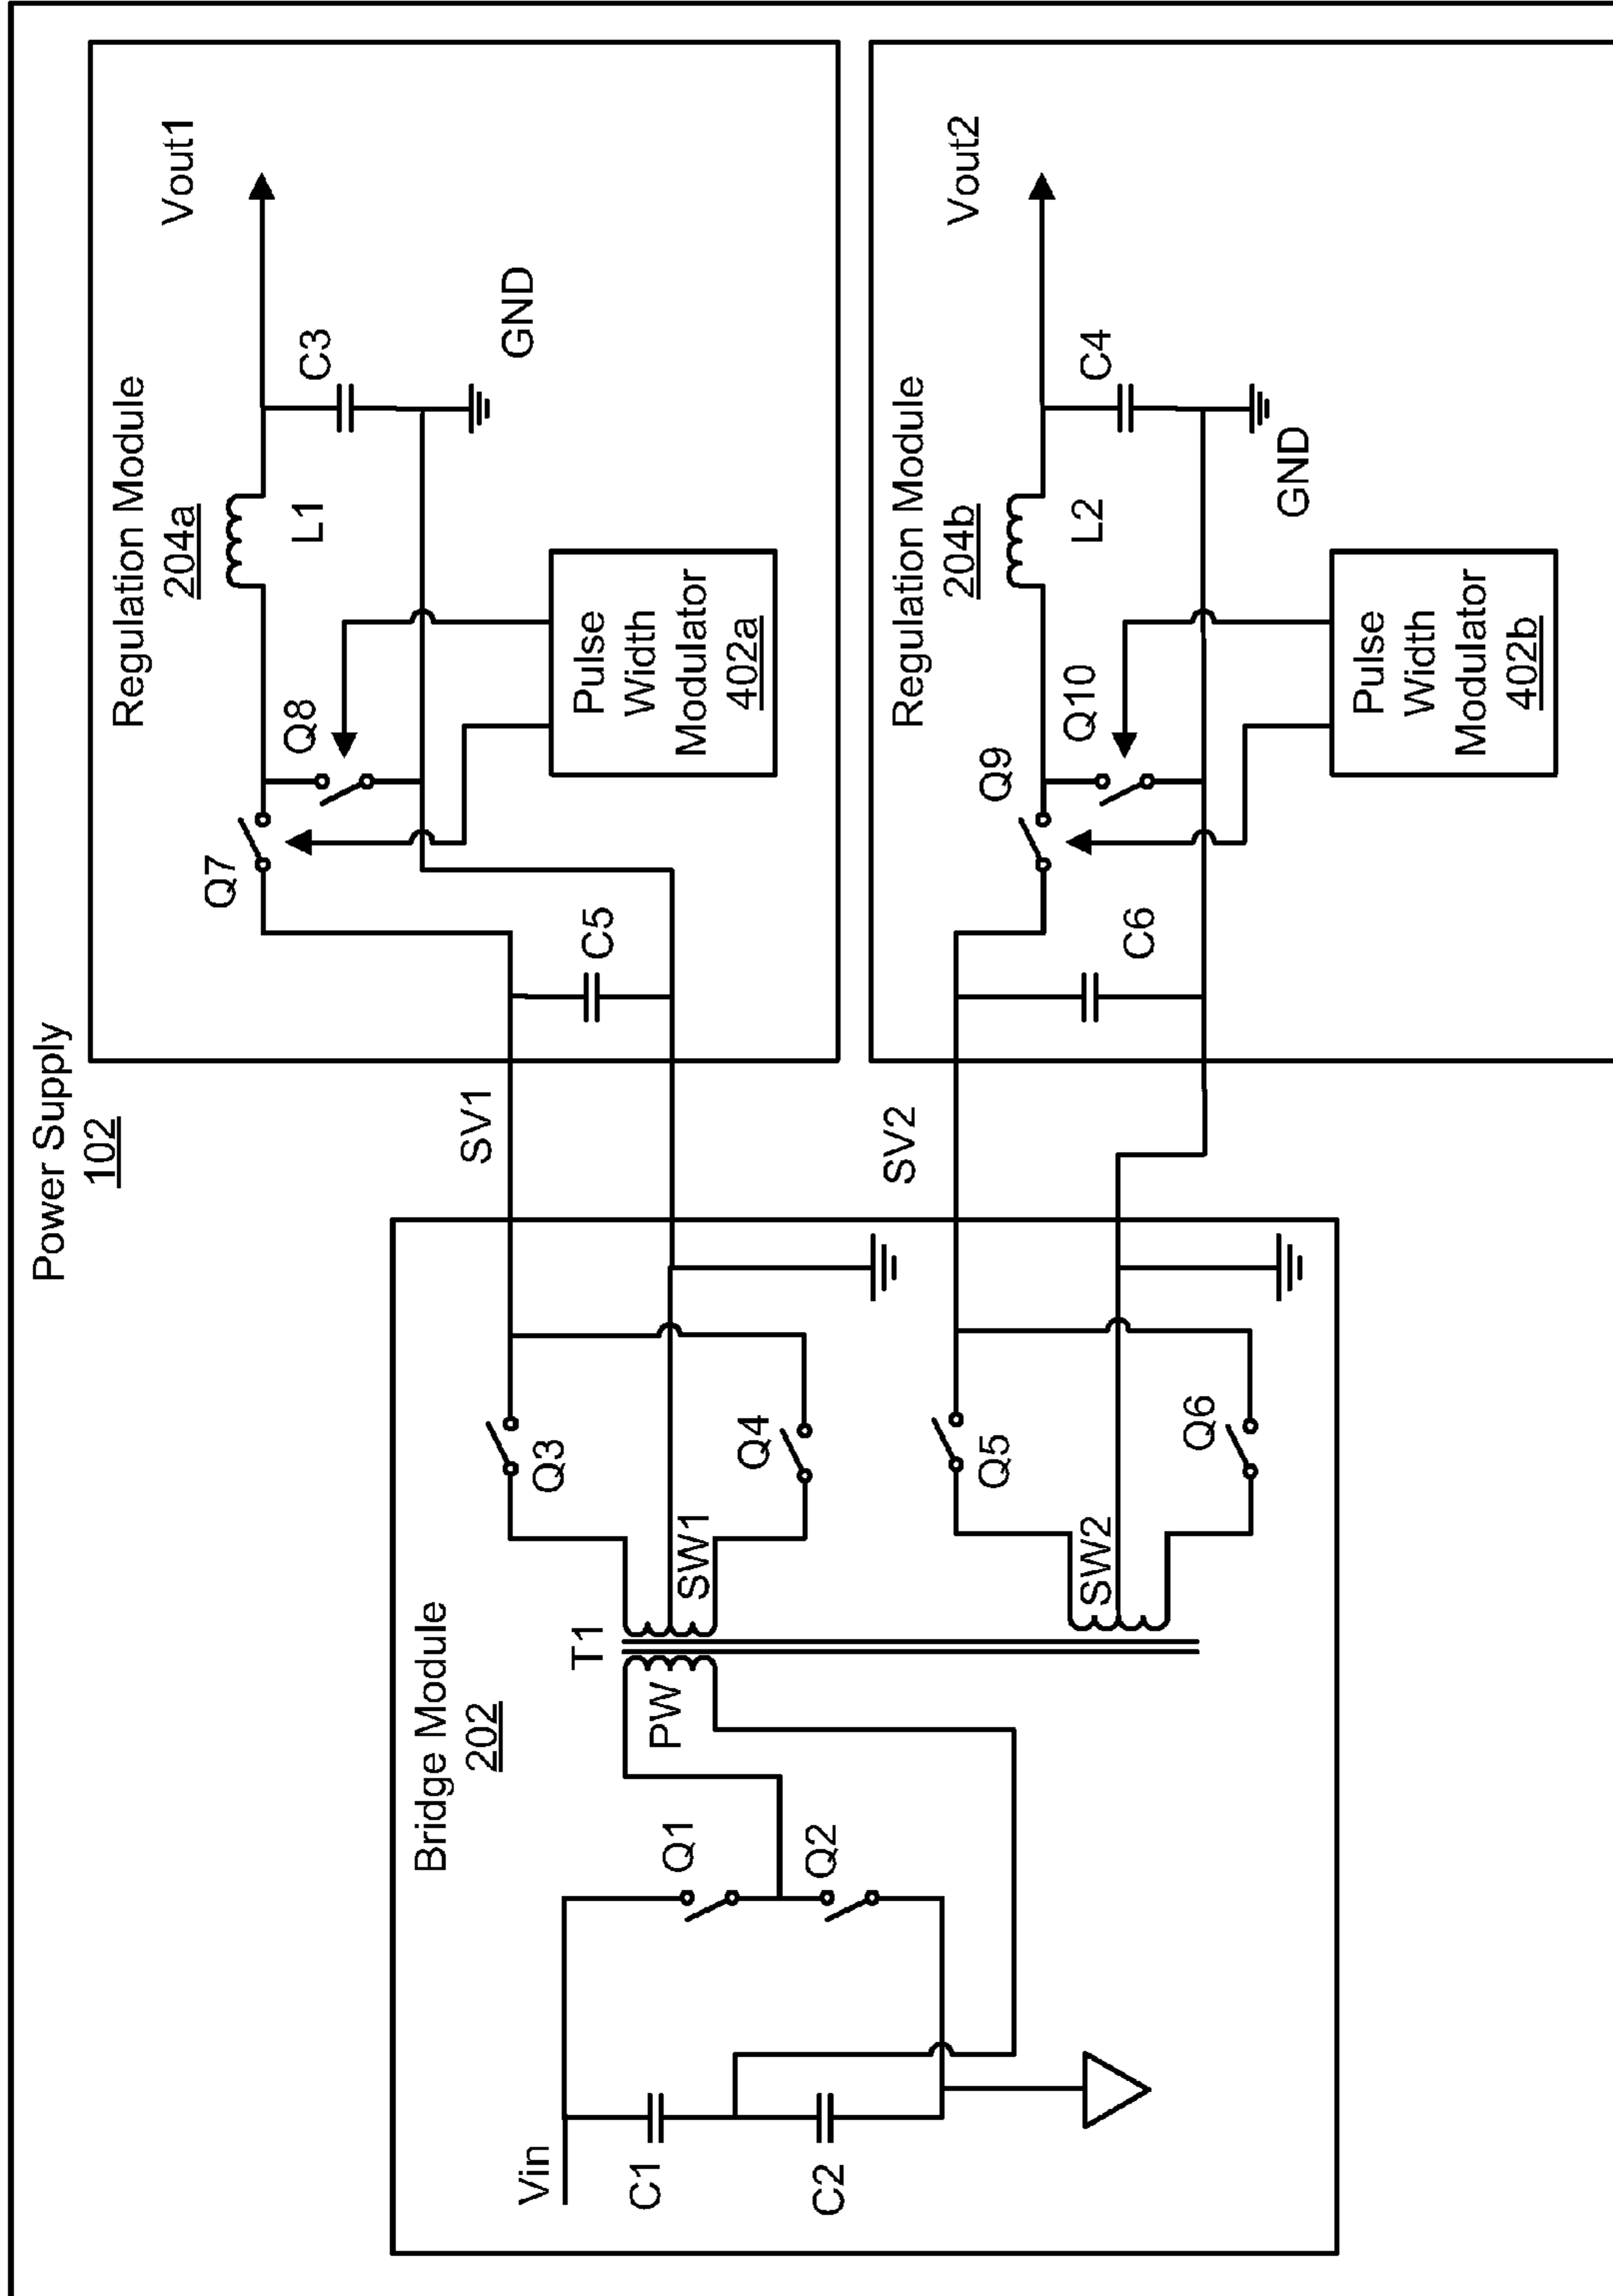 Power Supply
102
Bridge Module
202
Vin
C1
C2
Q1
Q2
PW
T1
SW1
SW2
Q3
Q4
Q5
Q6
SV1
SV2
Regulation Module
204a
Q7
Q8
L1
C3
C5
Vout1
GND
Pulse
Width
Modulator
402a
Regulation Module
204b
Q9
Q10
L2
C4
C6
Vout2
GND
Pulse
Width
Modulator
402b